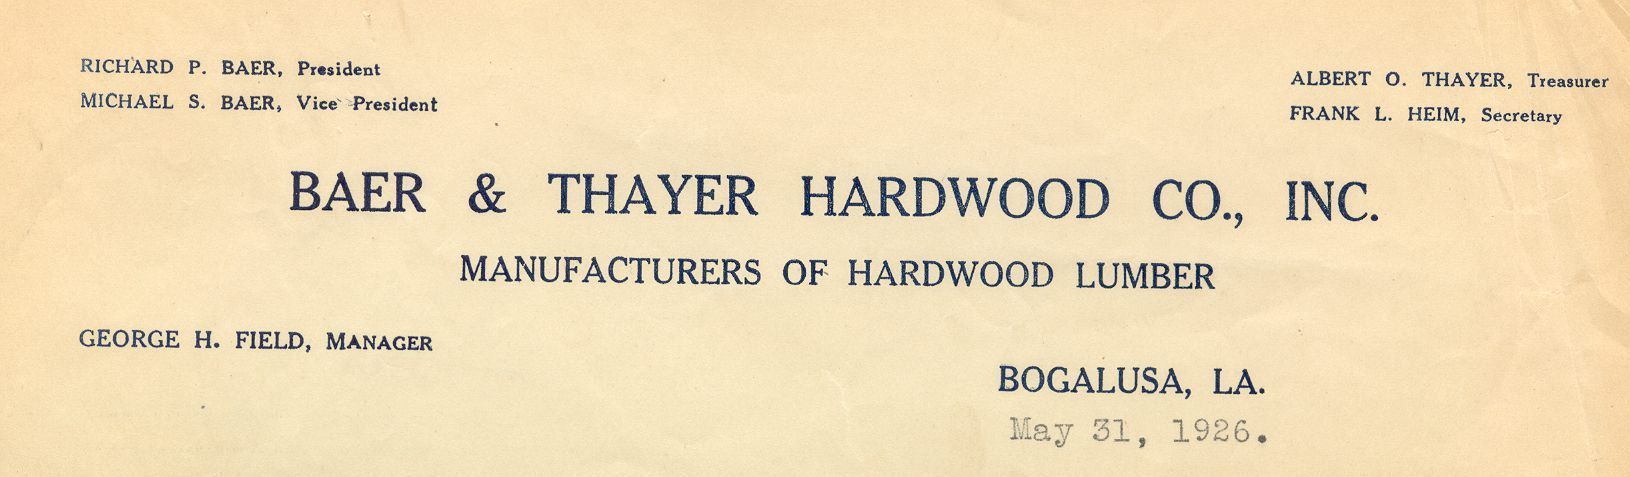 RICHARD P. BAER, President
MICHAEL S. BAER, Vice President
ALBERT O. THAYER, Treasurer
FRANK L. HEIM, Secretary
BAER & THAYER HARDWOOD CO., INC.
MANUFACTURERS OF HARDWOOD LUMBER
GEORGE H. FIELD, MANAGER
BOGALUSA, LA.
May 31, 1926.